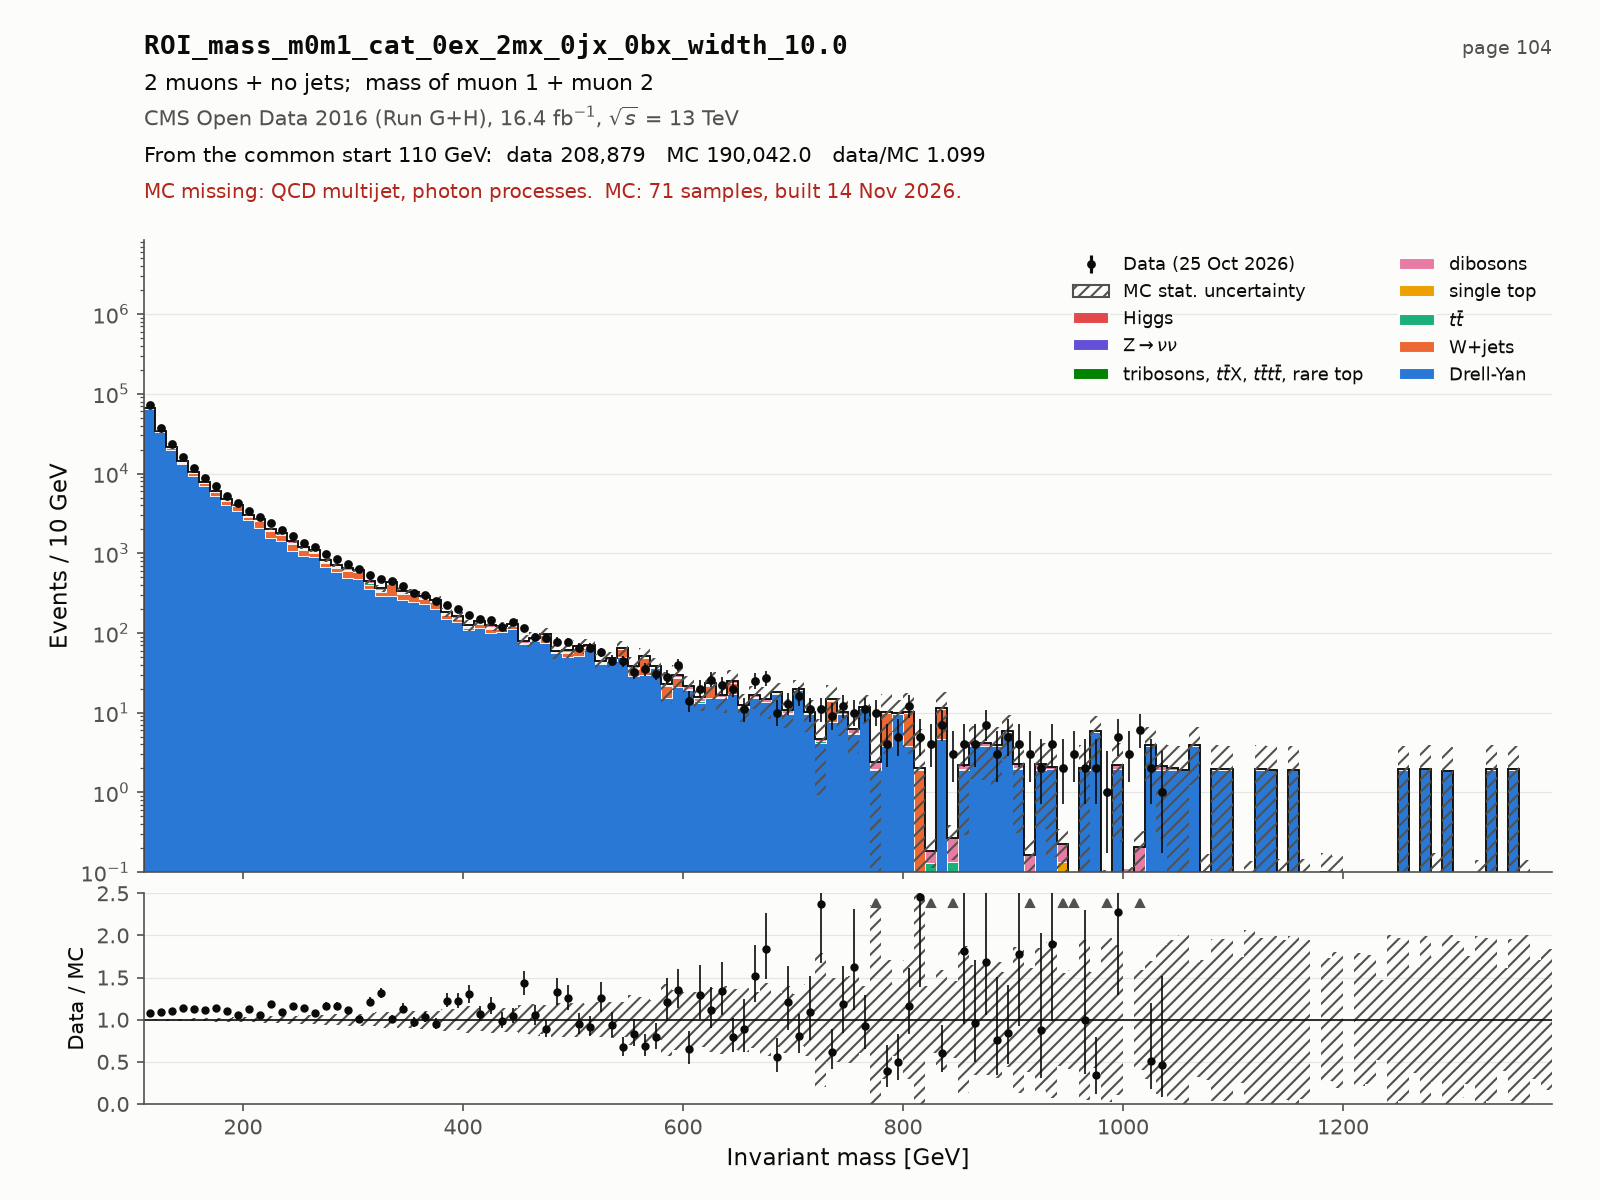 ROI_mass_m0m1_cat_0ex_2mx_0jx_0bx_width_10.0
page 104
2 muons + no jets;  mass of muon 1 + muon 2
CMS Open Data 2016 (Run G+H), 16.4 fb⁻¹, √s = 13 TeV
From the common start 110 GeV:  data 208,879   MC 190,042.0   data/MC 1.099
MC missing: QCD multijet, photon processes.  MC: 71 samples, built 14 Nov 2026.
Data (25 Oct 2026)
MC stat. uncertainty
Higgs
Z→νν
tribosons, tt̄X, tt̄tt̄, rare top
dibosons
single top
tt̄
W+jets
Drell-Yan
Events / 10 GeV
10⁶
10⁵
10⁴
10³
10²
10¹
10⁰
10⁻¹
Data / MC
2.5
2.0
1.5
1.0
0.5
0.0
200
400
600
800
1000
1200
Invariant mass [GeV]